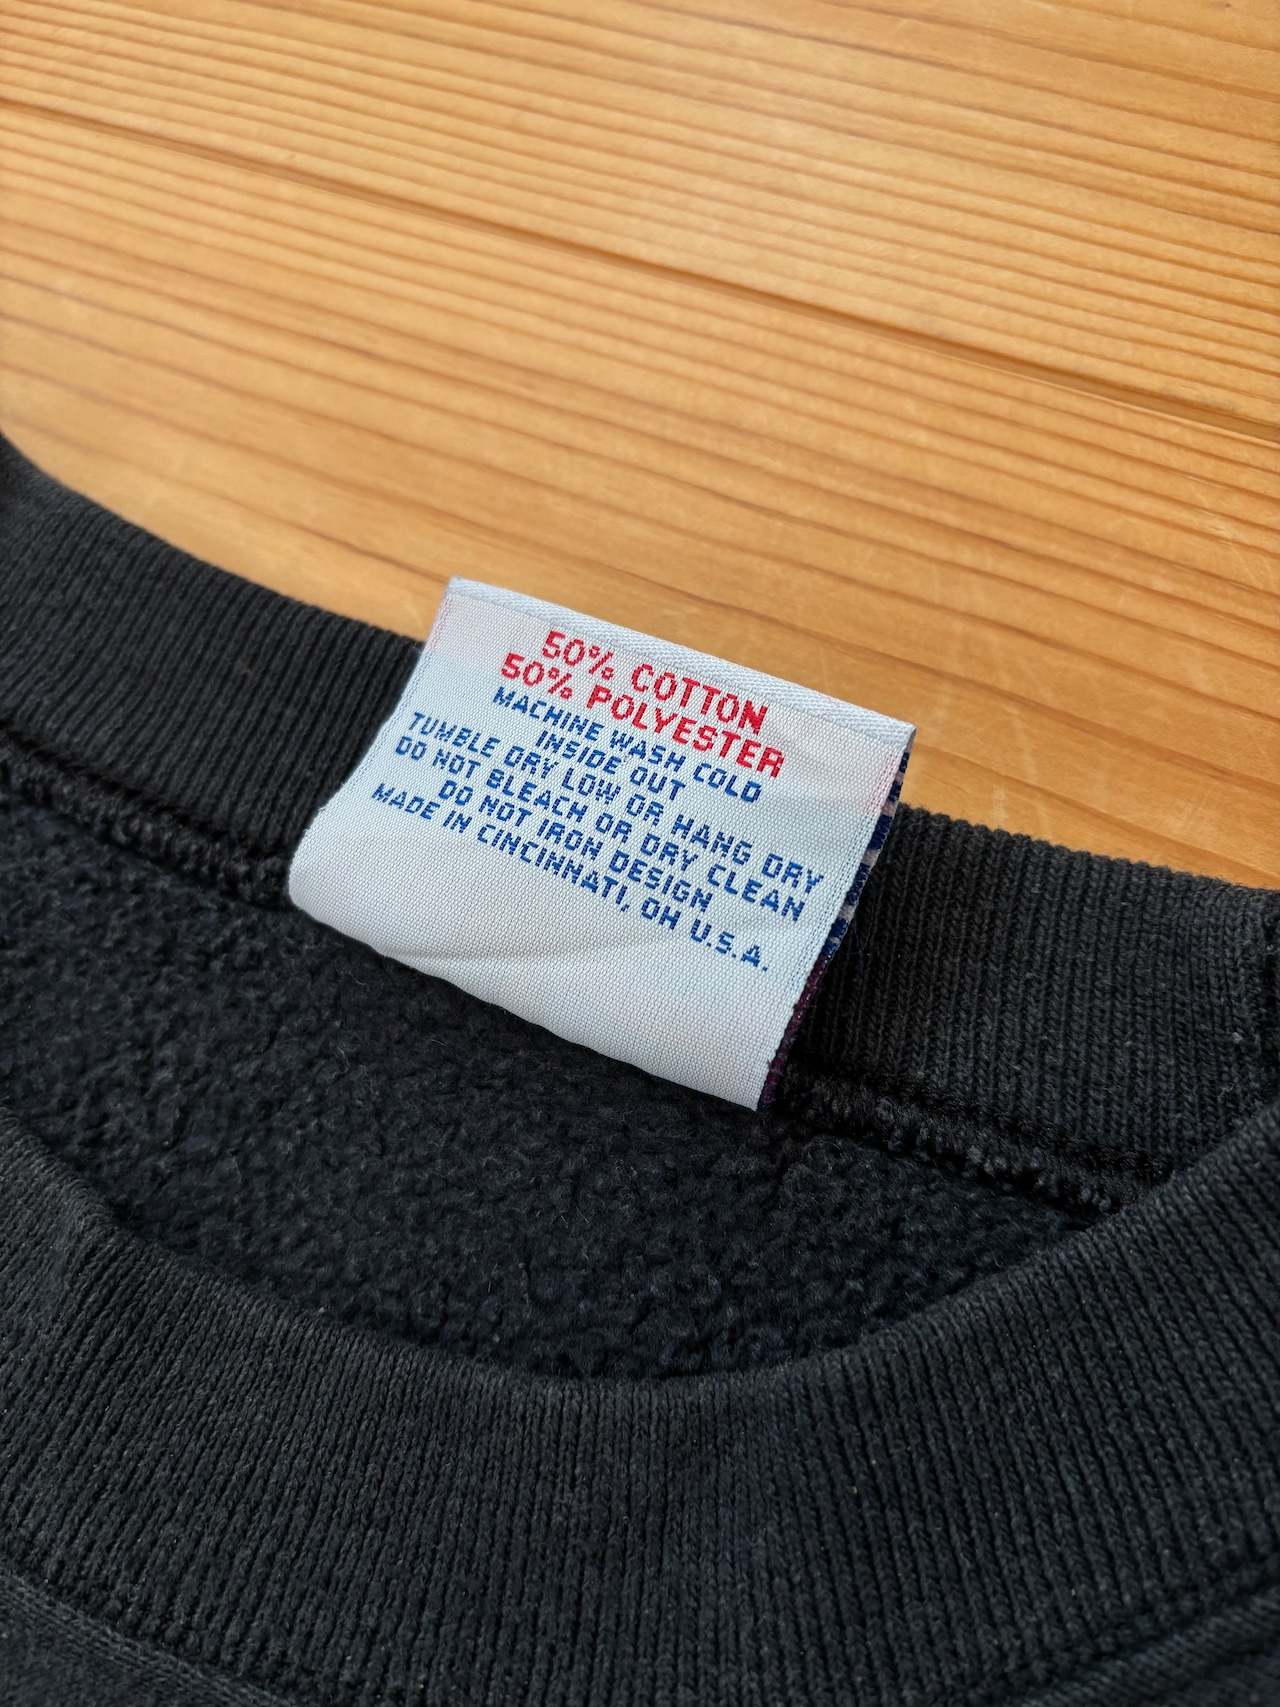 50% COTTON
50% POLYESTER
MACHINE WASH COLD
INSIDE OUT
TUMBLE DRY LOW OR HANG DRY
DO NOT BLEACH OR DRY CLEAN
DO NOT IRON DESIGN
MADE IN CINCINNATI, OH U.S.A.